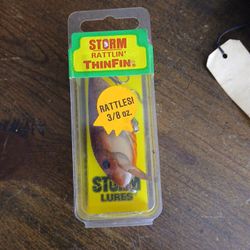 STORM
RATTLIN'
THINFIN®
RATTLES!
3/8 oz.
STORM
LURES